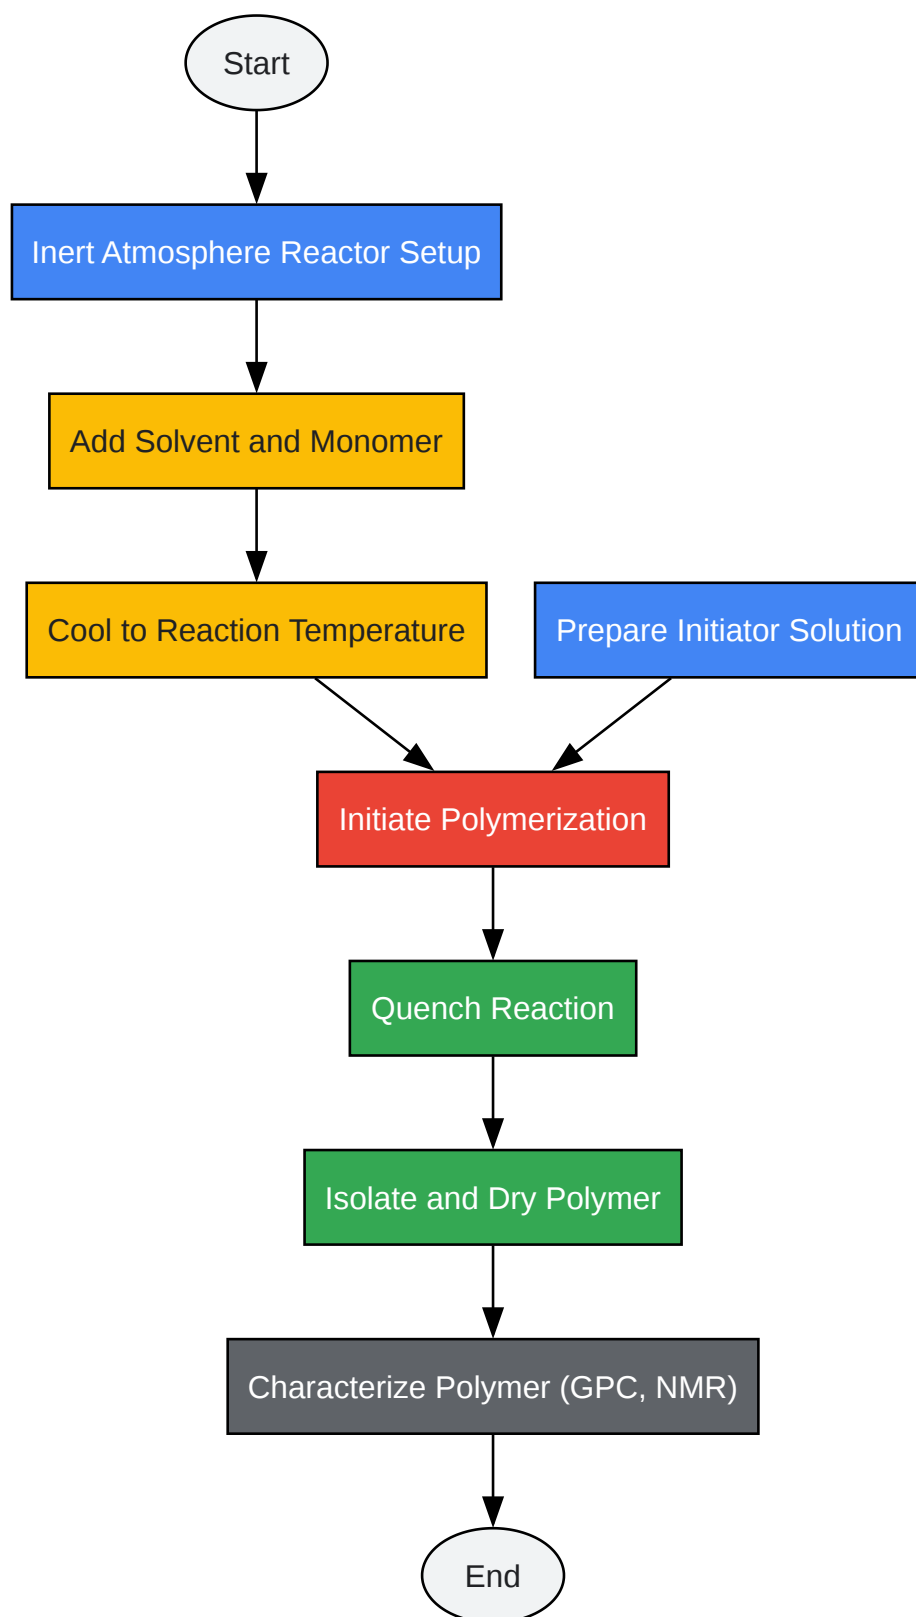 Start
Inert Atmosphere Reactor Setup
Add Solvent and Monomer
Cool to Reaction Temperature
Prepare Initiator Solution
Initiate Polymerization
Quench Reaction
Isolate and Dry Polymer
Characterize Polymer (GPC, NMR)
End